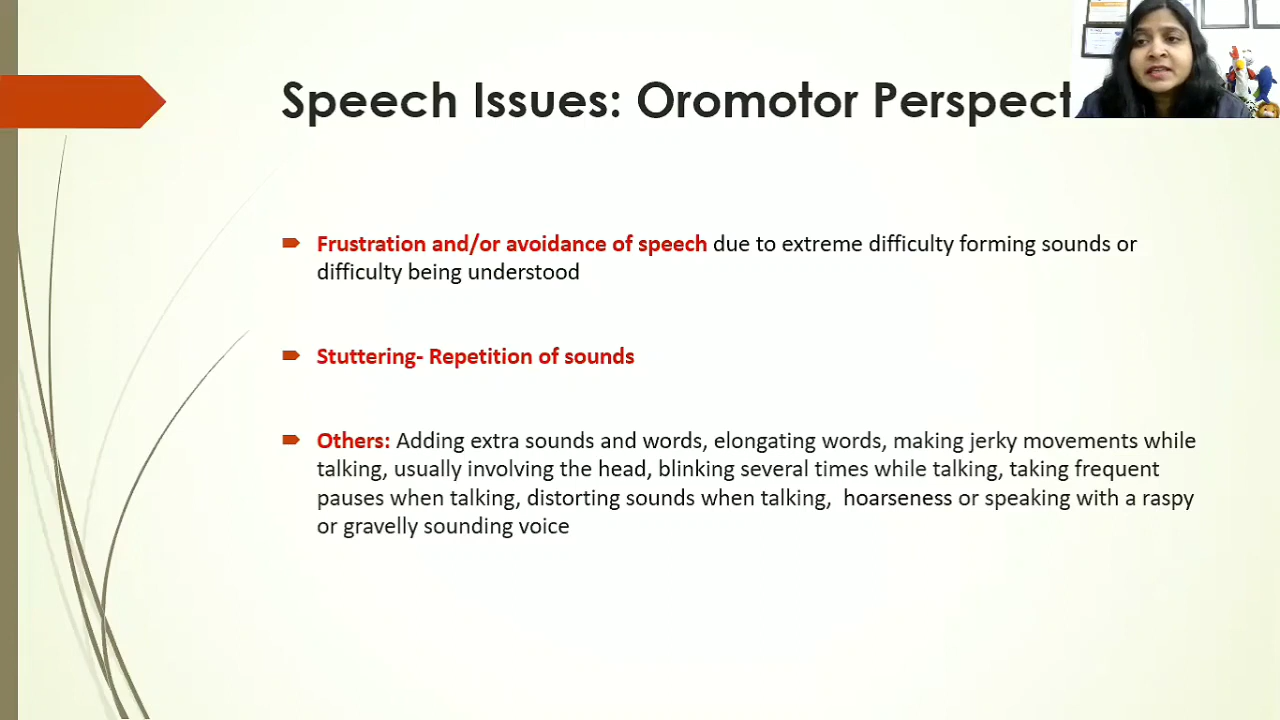 Speech Issues: Oromotor Perspect
Frustration and/or avoidance of speech due to extreme difficulty forming sounds or
difficulty being understood
Stuttering- Repetition of sounds
Others: Adding extra sounds and words, elongating words, making jerky movements while
talking, usually involving the head, blinking several times while talking, taking frequent
pauses when talking, distorting sounds when talking, hoarseness or speaking with a raspy
or gravelly sounding voice